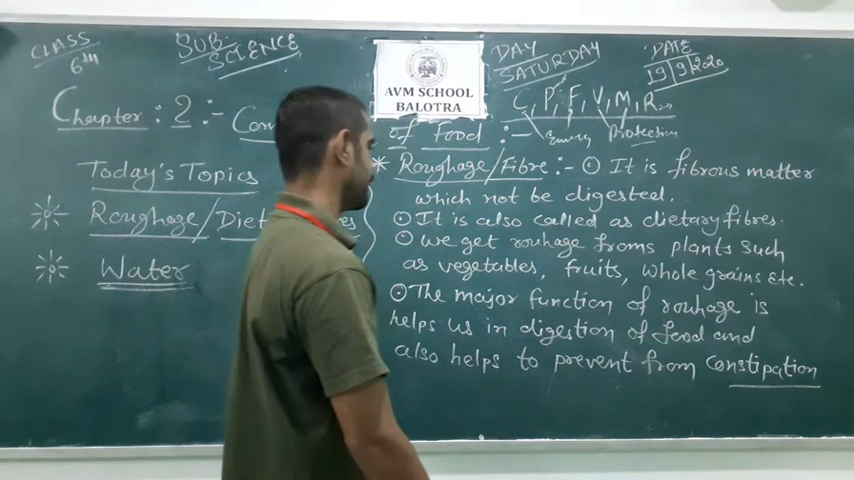 CLASS
6th
SUB:
SCIENCE
AVM SCHOOL
BALOTRA
DAY
SATURDAY
DATE
19/9/2020
Chapter : 2 :- Com
of Food :-
C, P, F, V, M, R
Energy Protection
Today's Topics
Roughage/Diet
Water
* Roughage/Fibre :- ⊙ It is fibrous matter
which not be digested.
⊙ It is also called as dietary fibres.
⊙ we get rouhage froms plants such
as vegetables, fruits, whole grains etc.
⊙ The major function of rouhage is
helps us in digestion of food and
also helps to prevent from constipation